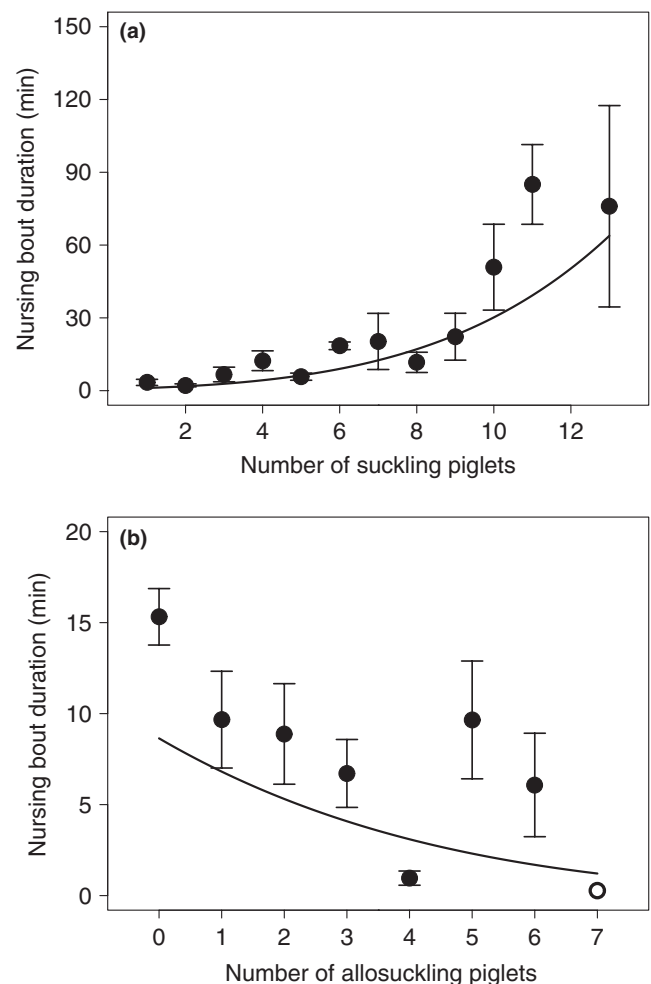 (a)
Nursing bout duration (min)
150
120
90
60
30
0
2 4 6 8 10 12
Number of suckling piglets
(b)
Nursing bout duration (min)
20
15
10
5
0
0 1 2 3 4 5 6 7
Number of allosuckling piglets